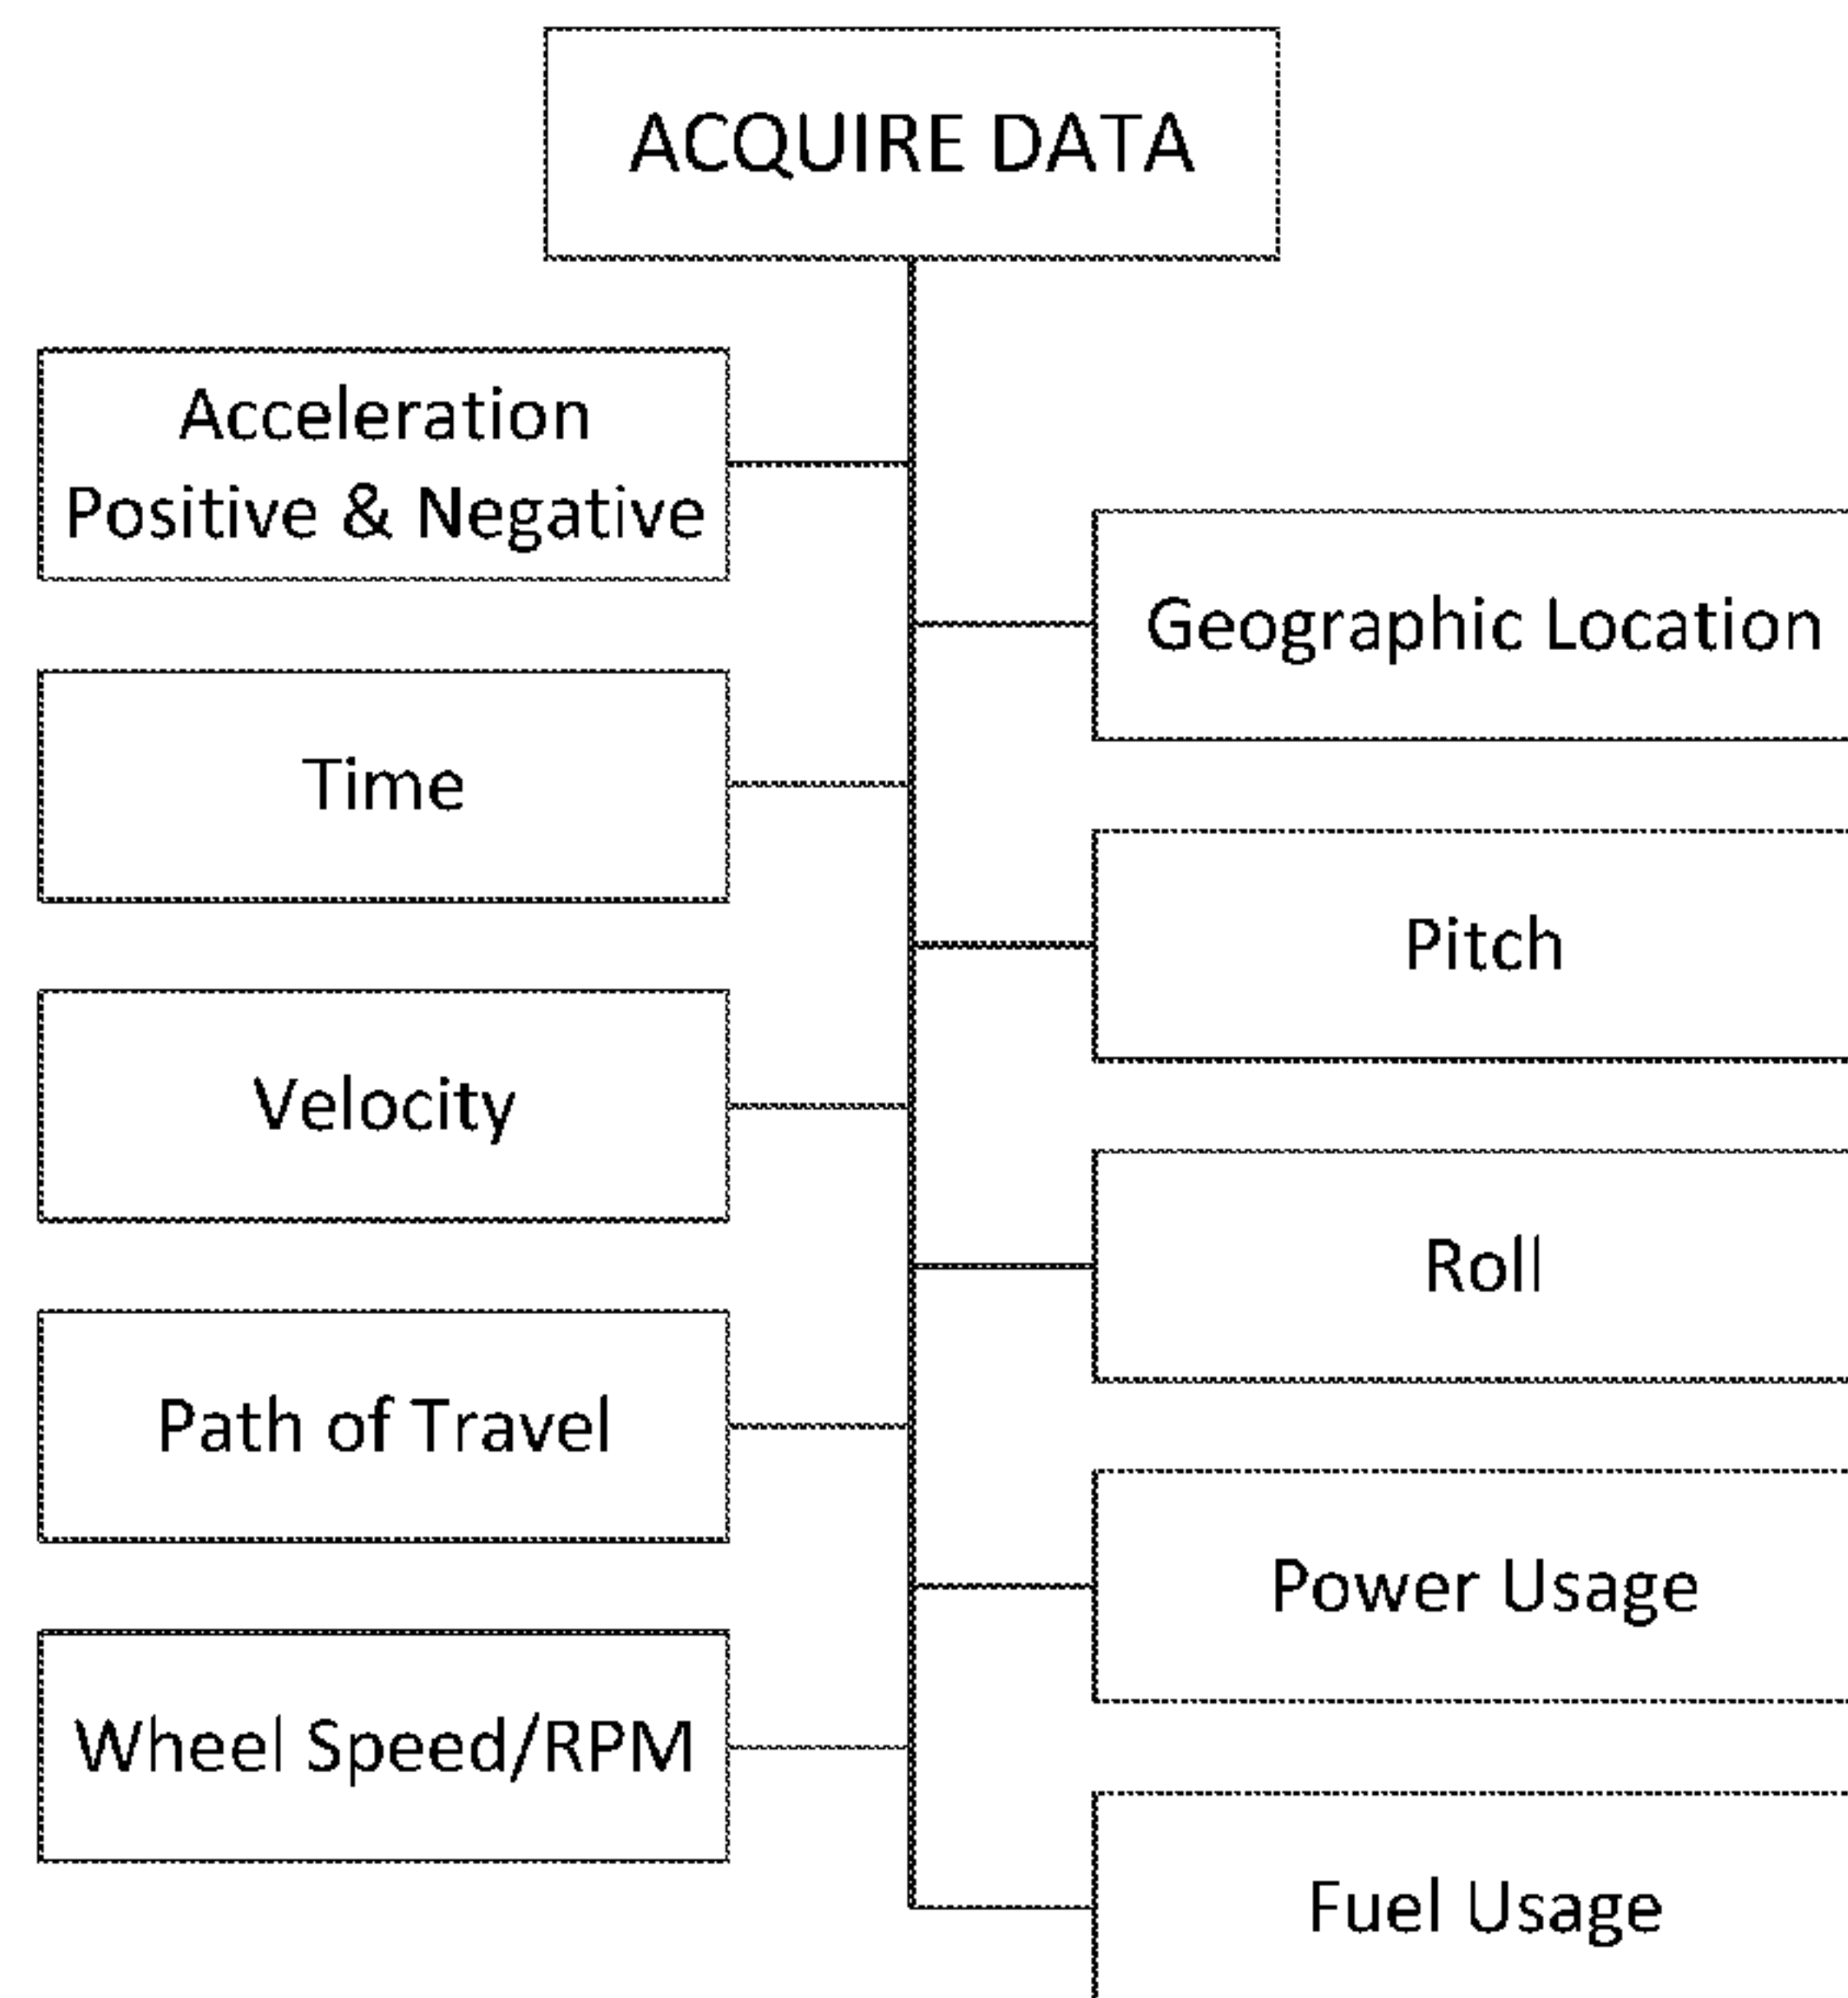 ACQUIRE DATA
Acceleration
Positive & Negative
Geographic Location
Time
Pitch
Velocity
Roll
Path of Travel
Power Usage
Wheel Speed/RPM
Fuel Usage